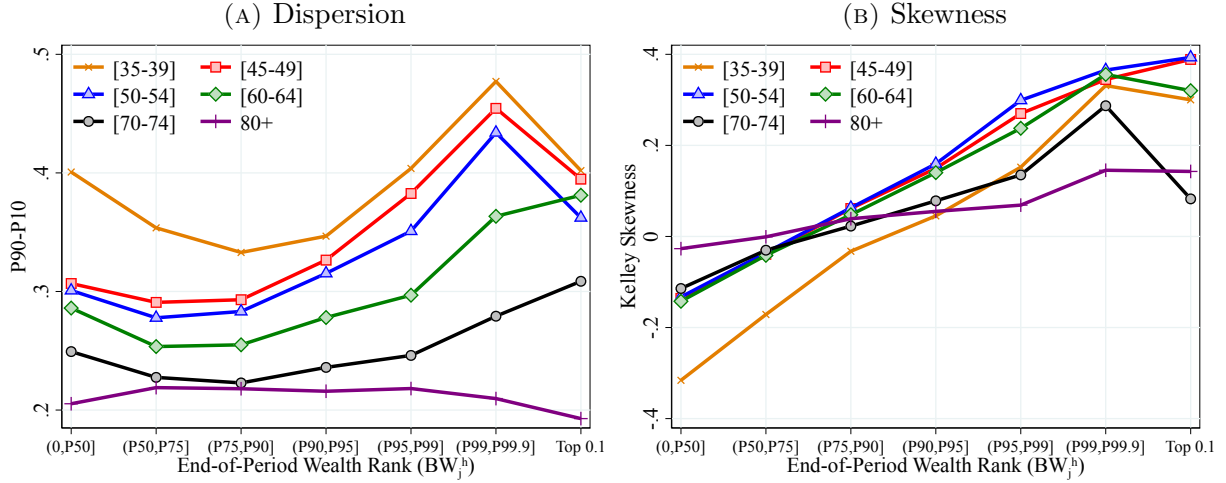 (A) Dispersion
P90-P10
.5
.4
.3
.2
[35-39]
[45-49]
[50-54]
[60-64]
[70-74]
80+
(0,P50]
(P50,P75]
(P75,P90]
(P90,P95]
(P95,P99]
(P99,P99.9]
Top 0.1
End-of-Period Wealth Rank (BW_j^h)
(B) Skewness
Kelley Skewness
.4
.2
0
-.2
-.4
[35-39]
[45-49]
[50-54]
[60-64]
[70-74]
80+
(0,P50]
(P50,P75]
(P75,P90]
(P90,P95]
(P95,P99]
(P99,P99.9]
Top 0.1
End-of-Period Wealth Rank (BW_j^h)